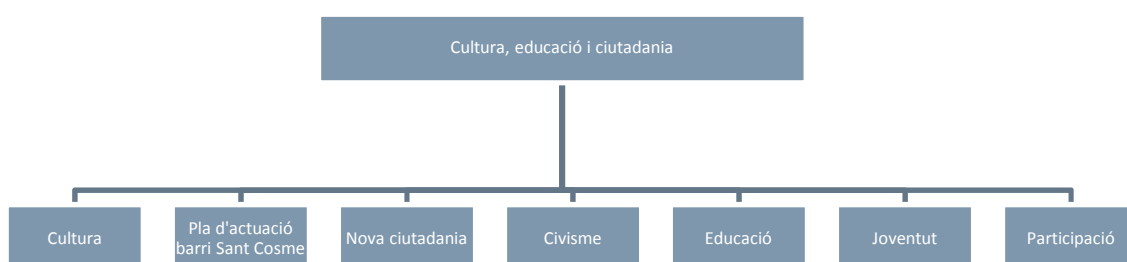 Cultura, educació i ciutadania
Cultura
Pla d'actuació
barri Sant Cosme
Nova ciutadania
Civisme
Educació
Joventut
Participació